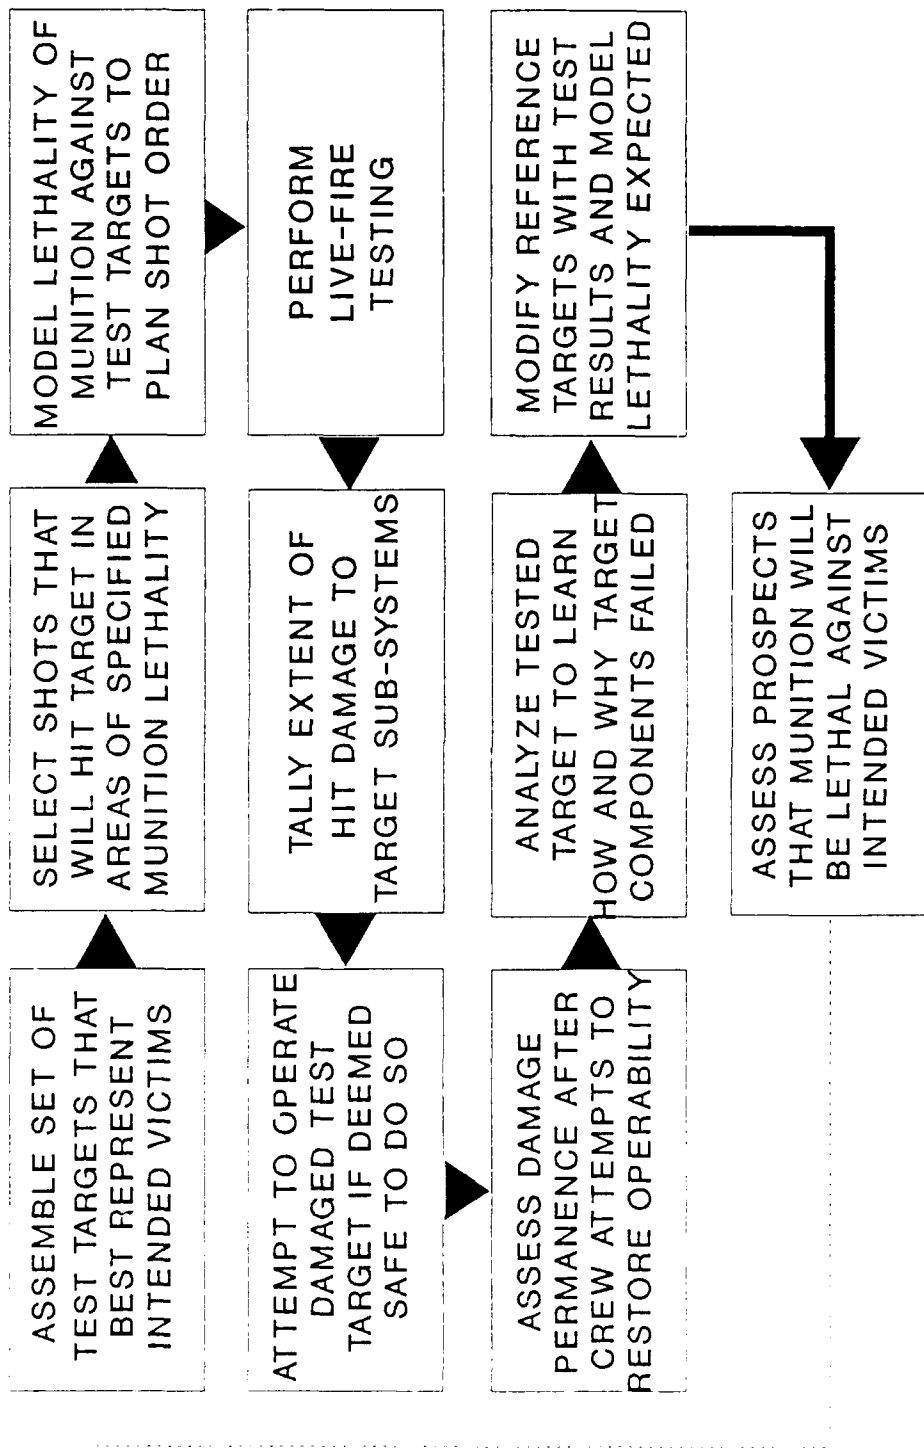 ASSEMBLE SET OF
TEST TARGETS THAT
BEST REPRESENT
INTENDED VICTIMS
SELECT SHOTS THAT
WILL HIT TARGET IN
AREAS OF SPECIFIED
MUNITION LETHALITY
MODEL LETHALITY OF
MUNITION AGAINST
TEST TARGETS TO
PLAN SHOT ORDER
PERFORM
LIVE-FIRE
TESTING
TALLY EXTENT OF
HIT DAMAGE TO
TARGET SUB-SYSTEMS
ATTEMPT TO OPERATE
DAMAGED TEST
TARGET IF DEEMED
SAFE TO DO SO
ASSESS DAMAGE
PERMANENCE AFTER
CREW ATTEMPTS TO
RESTORE OPERABILITY
ANALYZE TESTED
TARGET TO LEARN
HOW AND WHY TARGET
COMPONENTS FAILED
MODIFY REFERENCE
TARGETS WITH TEST
RESULTS AND MODEL
LETHALITY EXPECTED
ASSESS PROSPECTS
THAT MUNITION WILL
BE LETHAL AGAINST
INTENDED VICTIMS